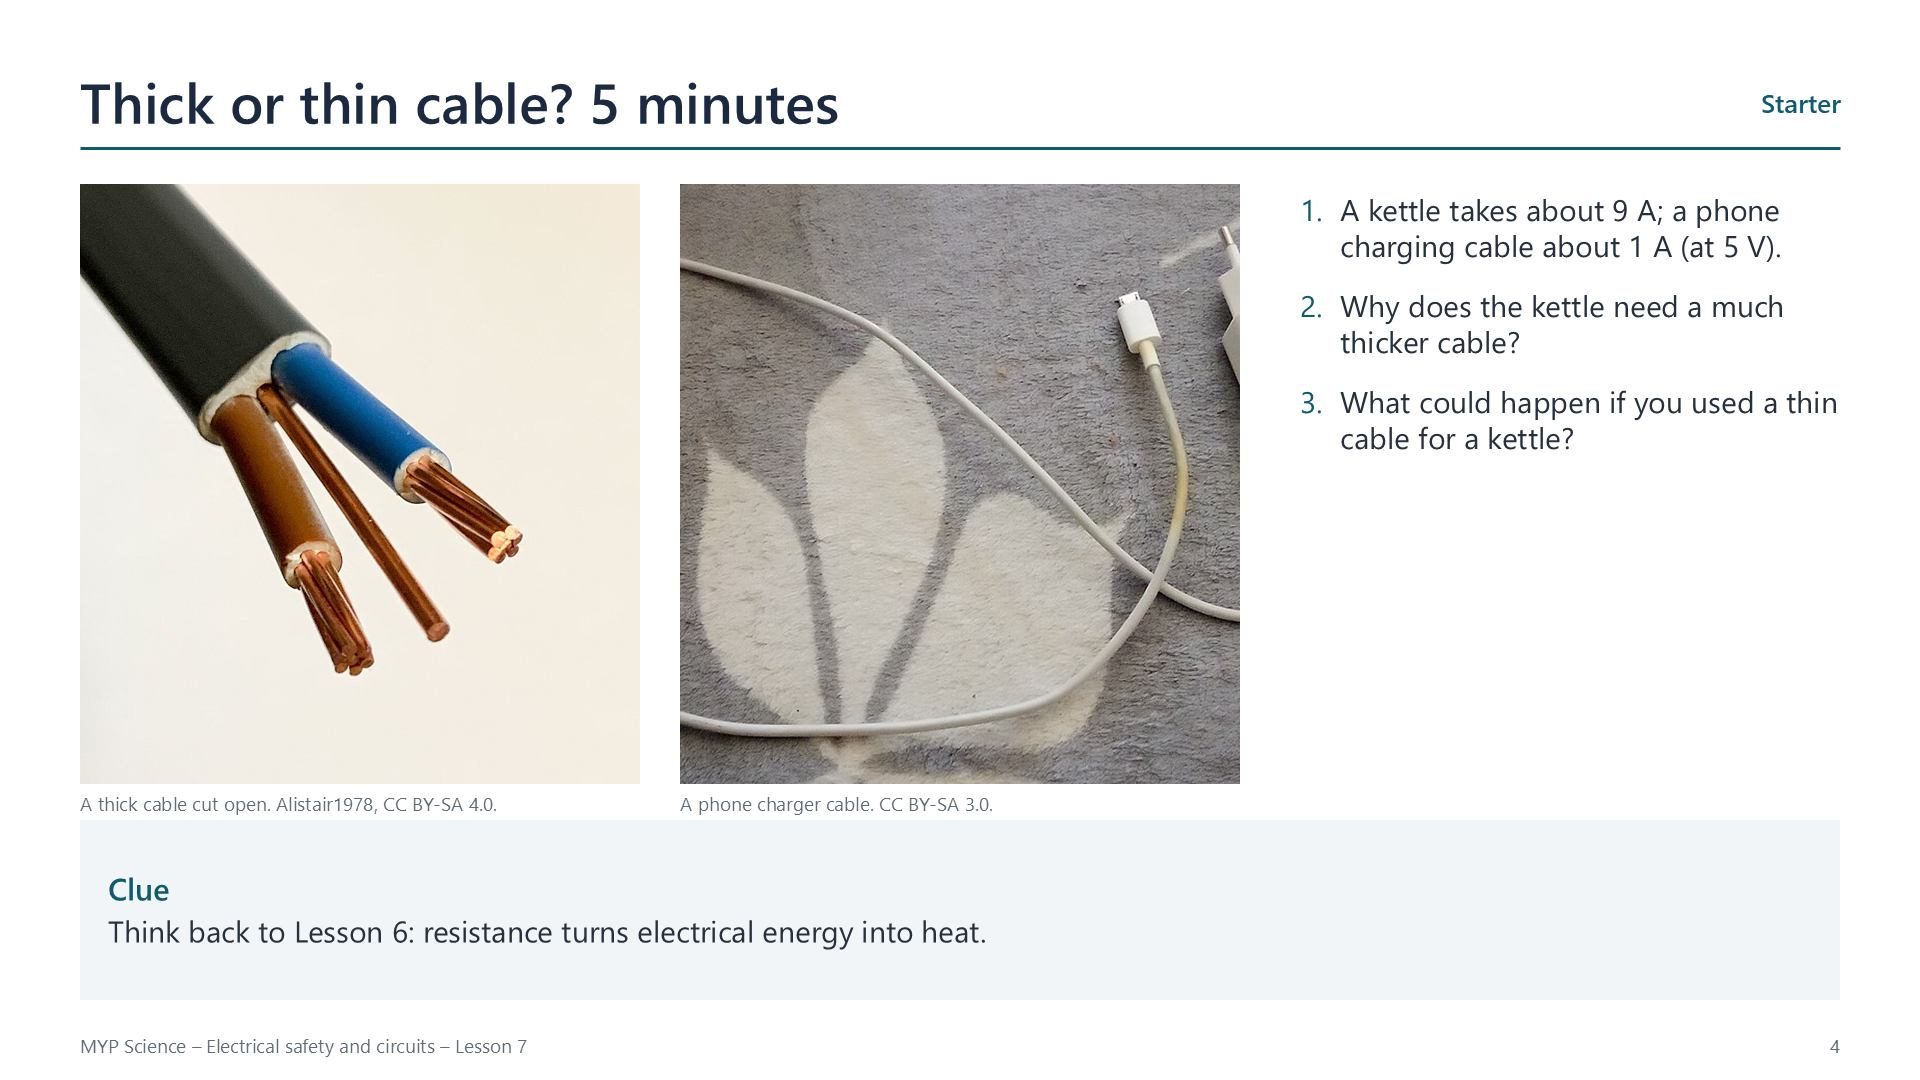 Thick or thin cable? 5 minutes
Starter
1. A kettle takes about 9 A; a phone
charging cable about 1 A (at 5 V).
2. Why does the kettle need a much
thicker cable?
3. What could happen if you used a thin
cable for a kettle?
A thick cable cut open. Alistair1978, CC BY-SA 4.0.
A phone charger cable. CC BY-SA 3.0.
Clue
Think back to Lesson 6: resistance turns electrical energy into heat.
MYP Science – Electrical safety and circuits – Lesson 7
4